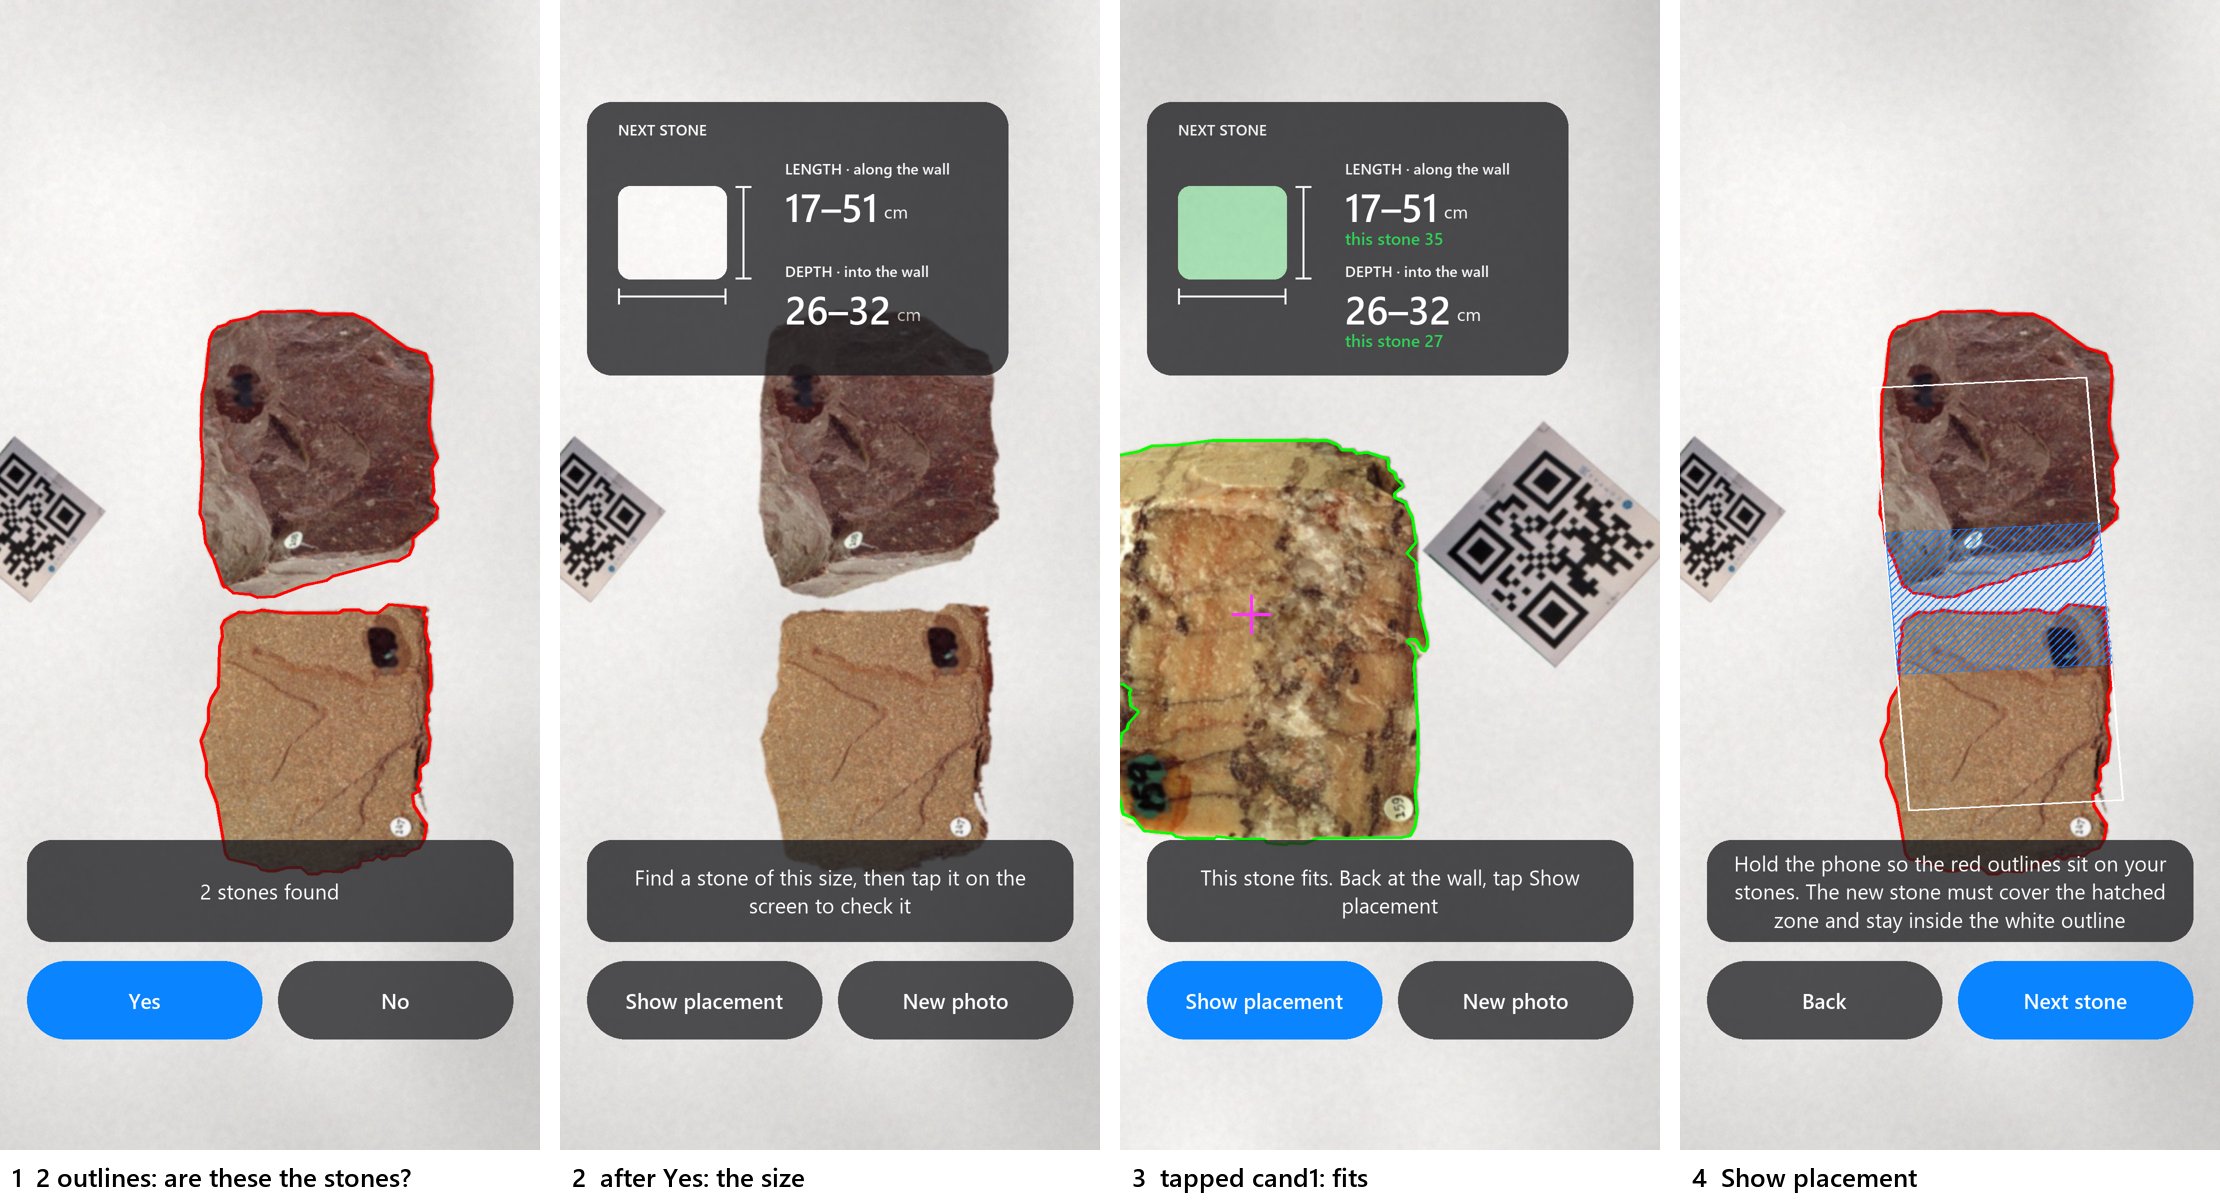 2 stones found
Yes
No
1 2 outlines: are these the stones?
NEXT STONE
LENGTH · along the wall
17–51 cm
DEPTH · into the wall
26–32 cm
247
Find a stone of this size, then tap it on the
screen to check it
Show placement
New photo
2 after Yes: the size
NEXT STONE
LENGTH · along the wall
17–51 cm
this stone 35
DEPTH · into the wall
26–32 cm
this stone 27
159
159
This stone fits. Back at the wall, tap Show
placement
Show placement
New photo
3 tapped cand1: fits
247
Hold the phone so the red outlines sit on your
stones. The new stone must cover the hatched
zone and stay inside the white outline
Back
Next stone
4 Show placement